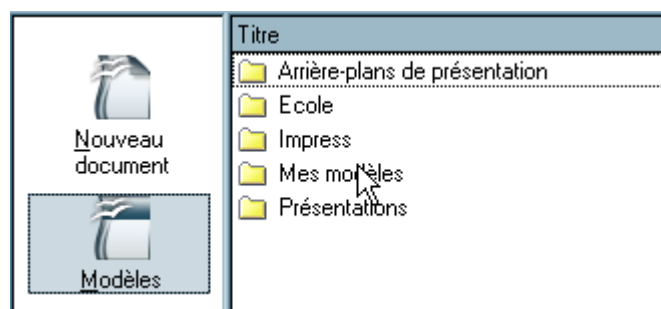 Nouveau
document
Modèles
Titre
Arrière-plans de présentation
Ecole
Impress
Mes modèles
Présentations